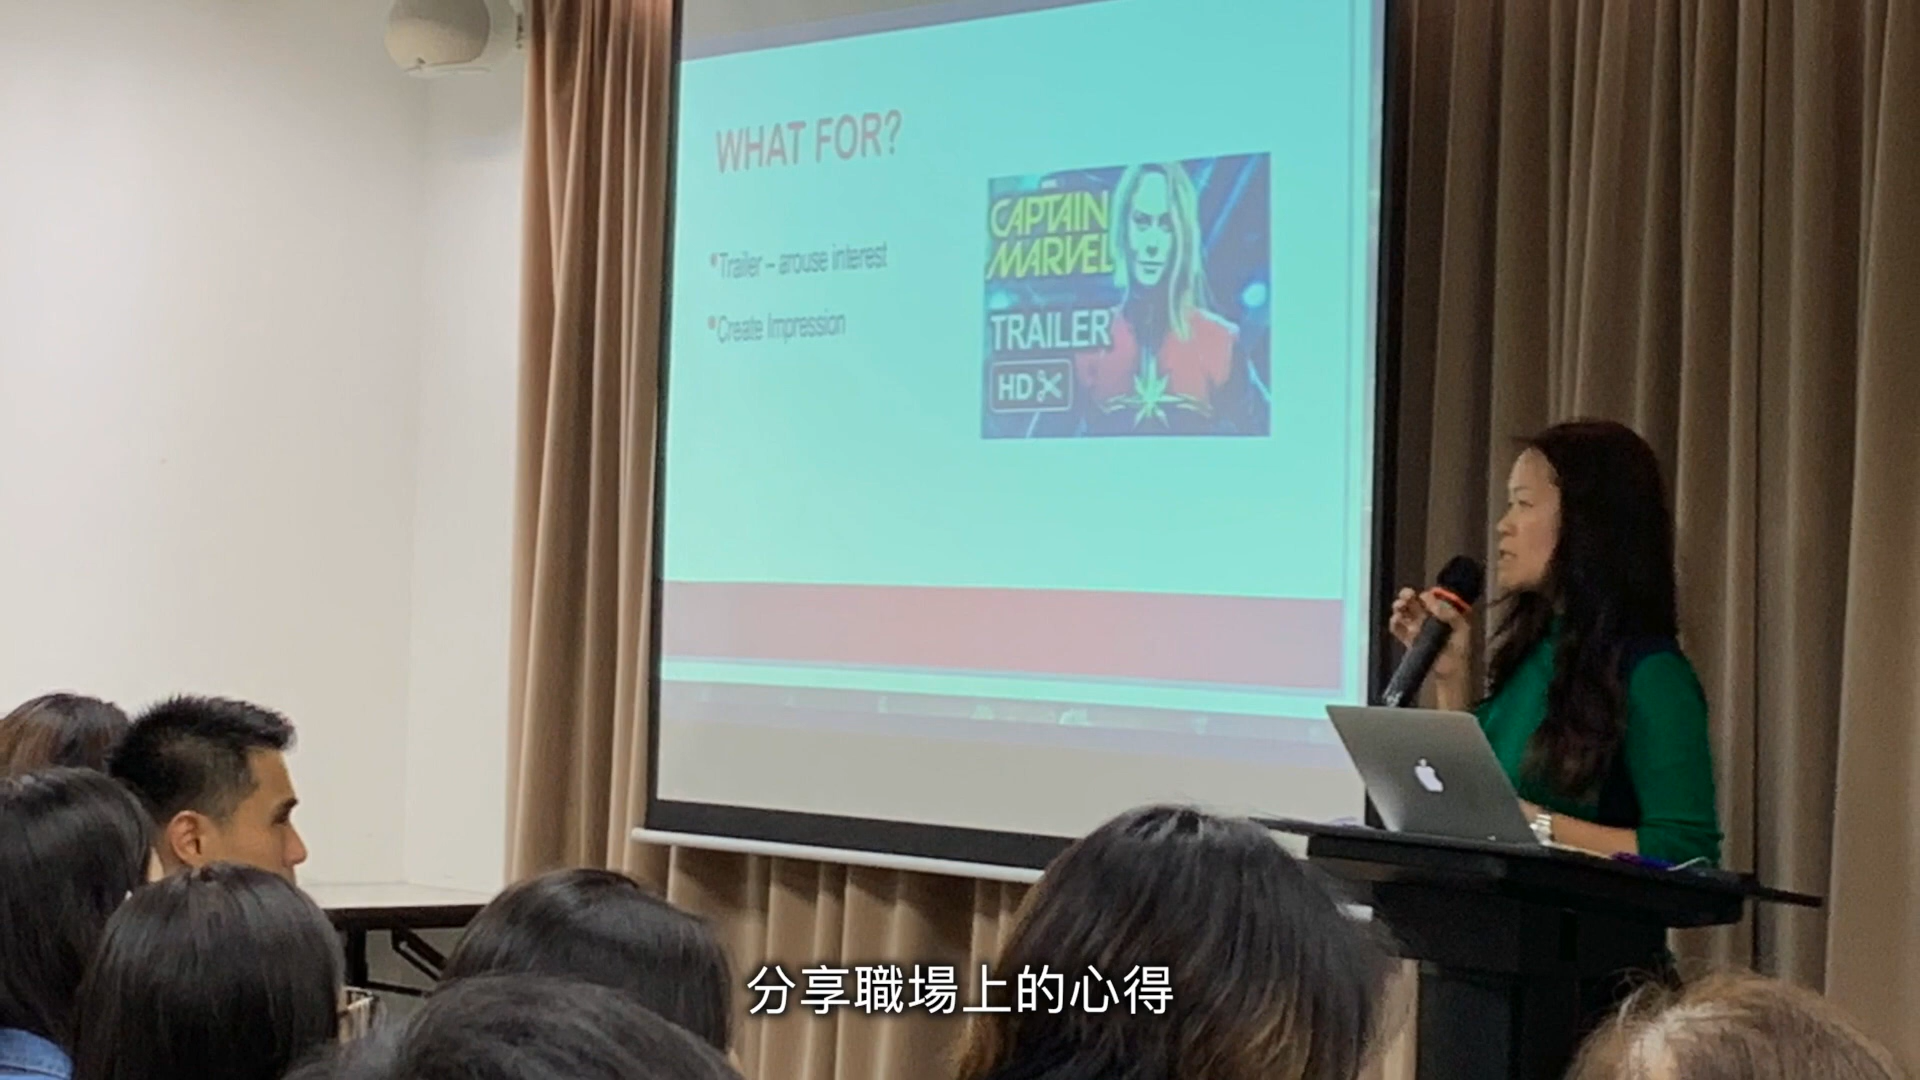 WHAT FOR?
Trailer – arouse interest
Create Impression
CAPTAIN
MARVEL
TRAILER
HD
分享職場上的心得